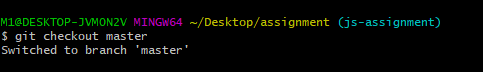 M1@DESKTOP-JVM0N2V MINGW64 ~/Desktop/assignment (js-assignment)
$ git checkout master
Switched to branch 'master'